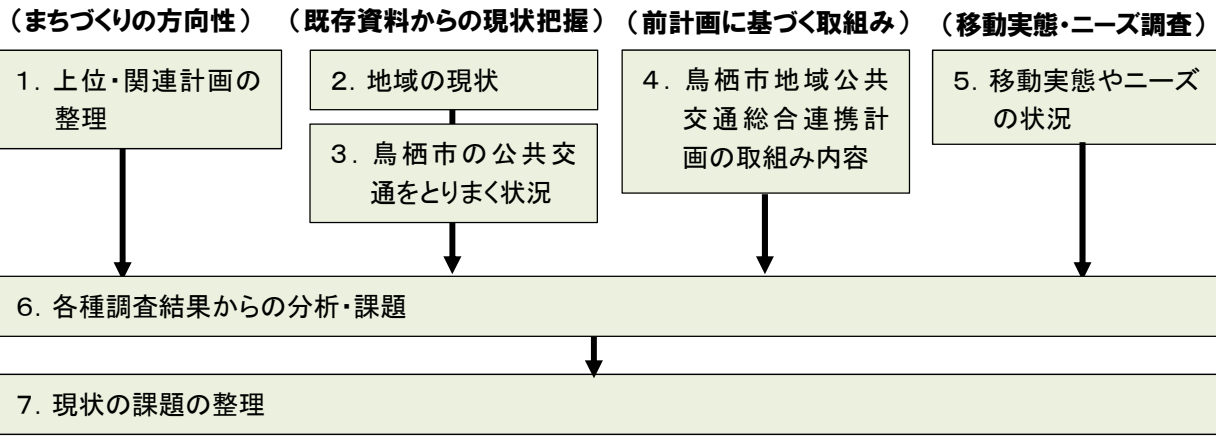 （まちづくりの方向性）
（既存資料からの現状把握）
（前計画に基づく取組み）
（移動実態・ニーズ調査）
１．上位・関連計画の
整理
２．地域の現状
３．鳥栖市の公共交
通をとりまく状況
４．鳥栖市地域公共
交通総合連携計
画の取組み内容
５．移動実態やニーズ
の状況
６．各種調査結果からの分析・課題
７．現状の課題の整理